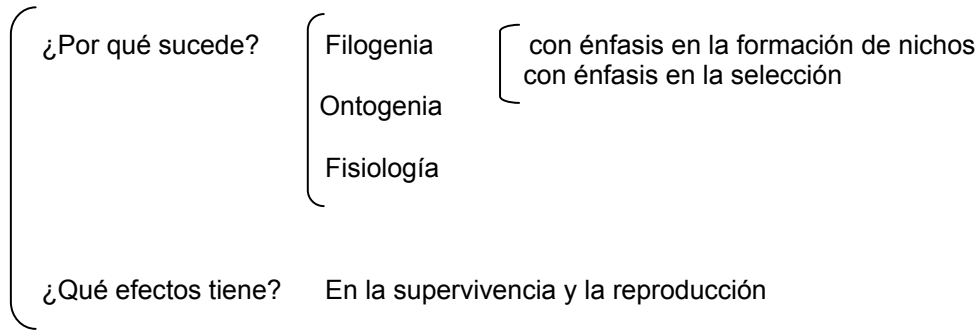 ¿Por qué sucede? Filogenia con énfasis en la formación de nichos
con énfasis en la selección
Ontogenia
Fisiología
¿Qué efectos tiene? En la supervivencia y la reproducción